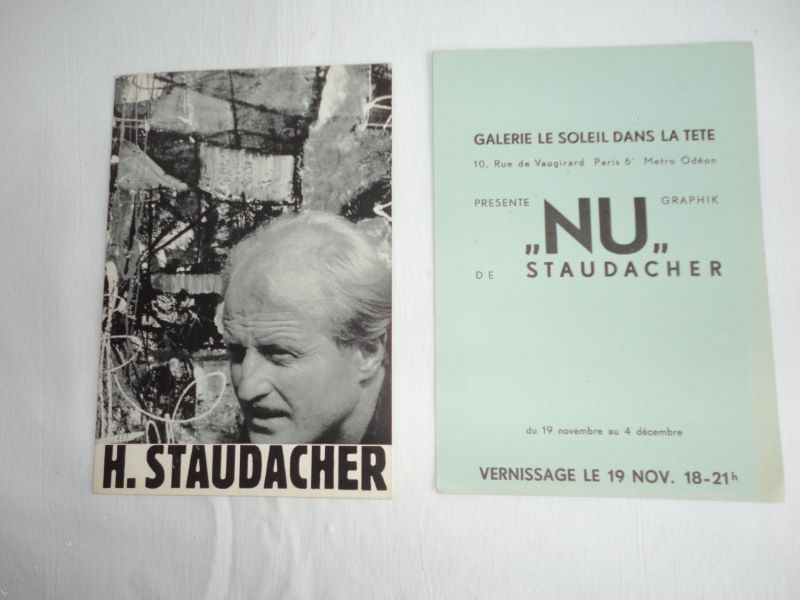 H. STAUDACHER
GALERIE LE SOLEIL DANS LA TETE
10, Rue de Vaugirard Paris 6e Metro Odéon
PRESENTE „NU„ GRAPHIK
DE STAUDACHER
du 19 novembre au 4 décembre
VERNISSAGE LE 19 NOV. 18-21h